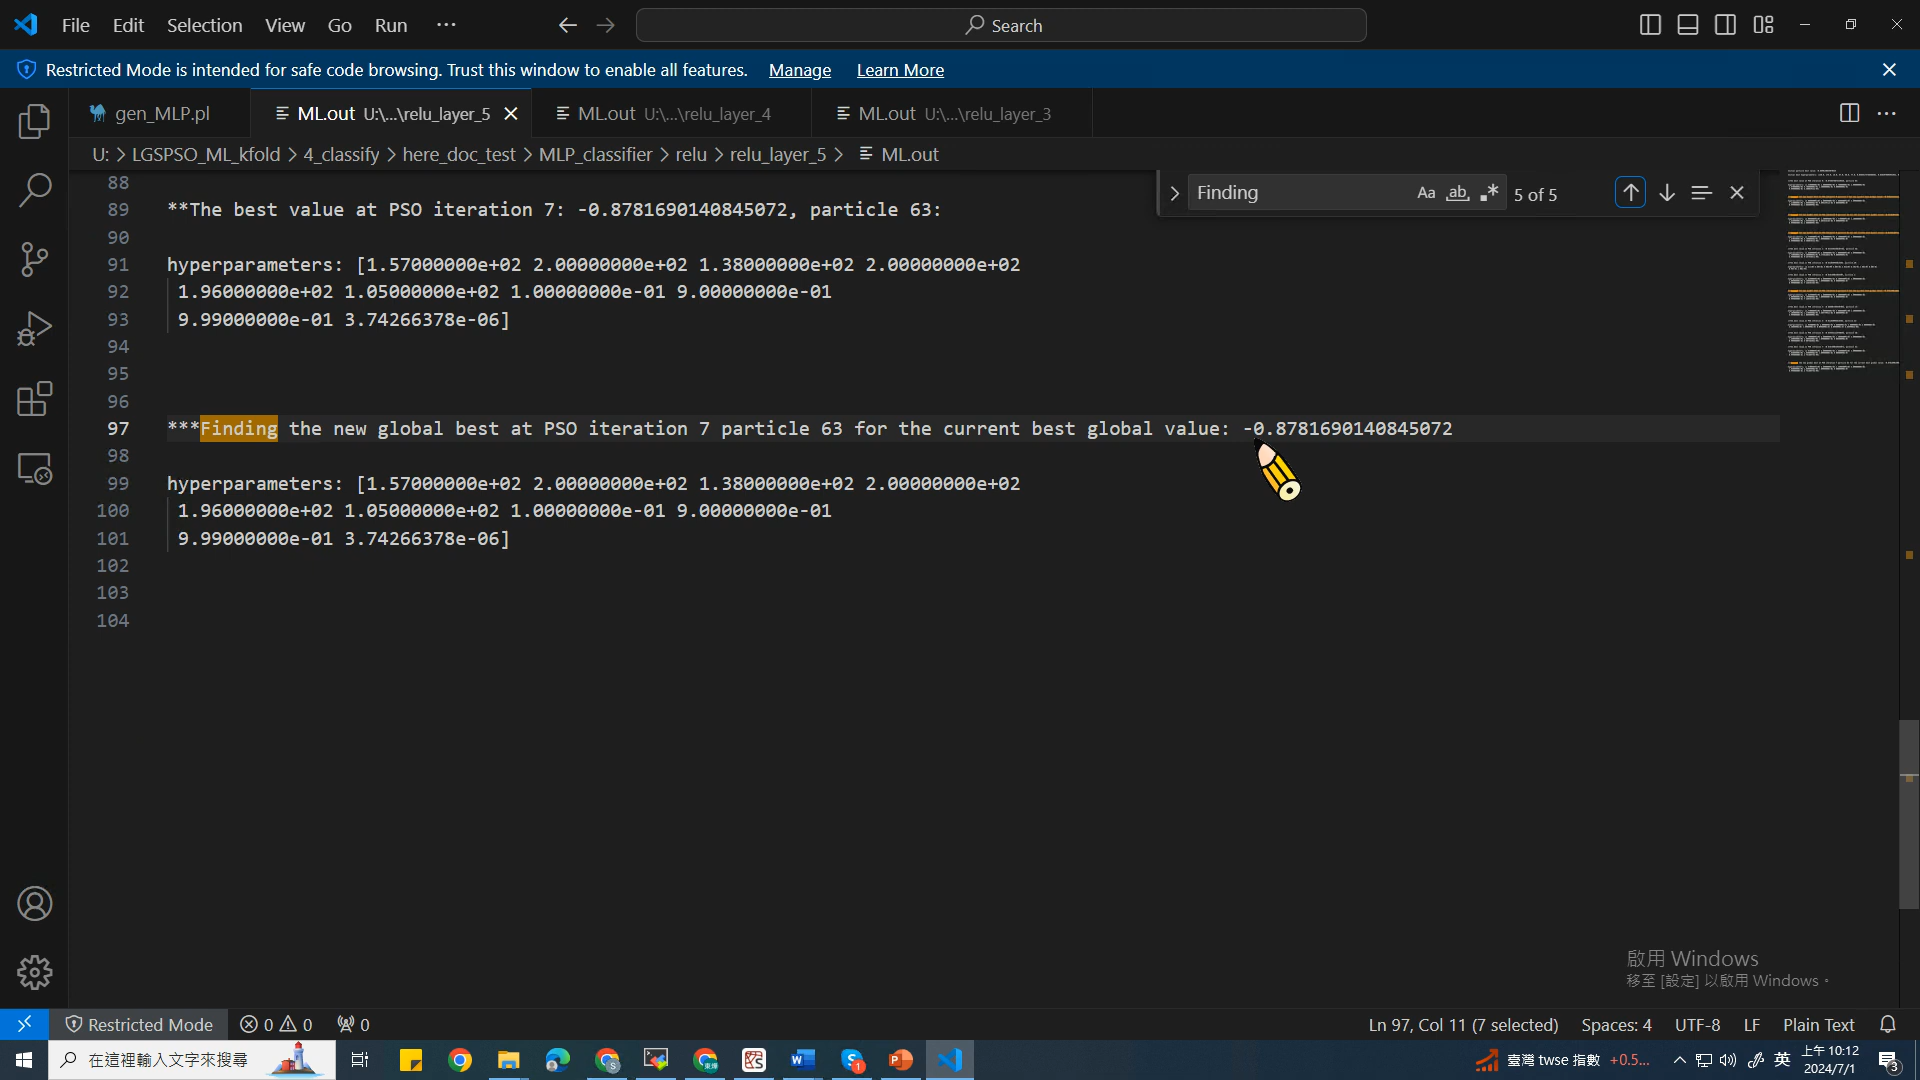 File Edit Selection View Go Run ···
Search
Restricted Mode is intended for safe code browsing. Trust this window to enable all features. Manage Learn More
gen_MLP.pl
ML.out U:\...\relu_layer_5
ML.out U:\...\relu_layer_4
ML.out U:\...\relu_layer_3
U: > LGSPSO_ML_kfold > 4_classify > here_doc_test > MLP_classifier > relu > relu_layer_5 > ML.out
Finding Aa ab .* 5 of 5
88
89 **The best value at PSO iteration 7: -0.8781690140845072, particle 63:
90
91 hyperparameters: [1.57000000e+02 2.00000000e+02 1.38000000e+02 2.00000000e+02
92 1.96000000e+02 1.05000000e+02 1.00000000e-01 9.00000000e-01
93 9.99000000e-01 3.74266378e-06]
94
95
96
97 ***Finding the new global best at PSO iteration 7 particle 63 for the current best global value: -0.8781690140845072
98
99 hyperparameters: [1.57000000e+02 2.00000000e+02 1.38000000e+02 2.00000000e+02
100 1.96000000e+02 1.05000000e+02 1.00000000e-01 9.00000000e-01
101 9.99000000e-01 3.74266378e-06]
102
103
104
啟用 Windows
移至 [設定] 以啟用 Windows。
Restricted Mode 0 0 0 Ln 97, Col 11 (7 selected) Spaces: 4 UTF-8 LF Plain Text
在這裡輸入文字來搜尋
臺灣 twse 指數 +0.5...
英
上午 10:12
2024/7/1
3